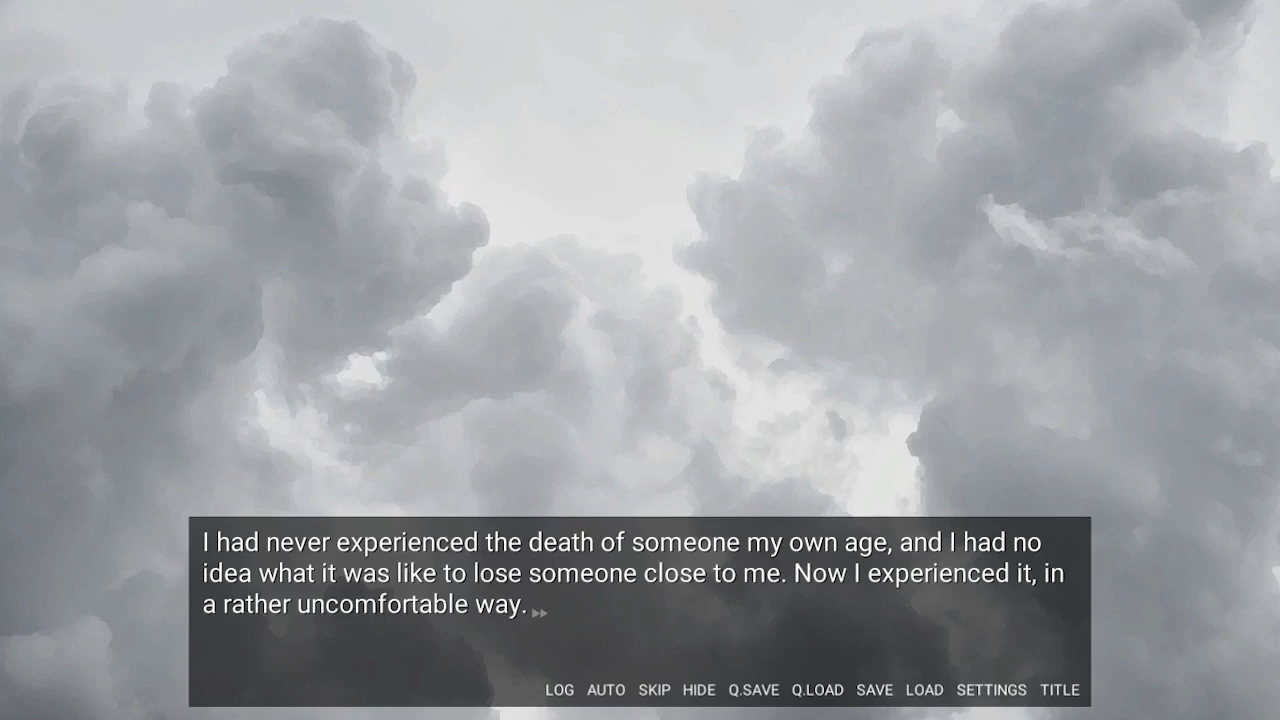 I had never experienced the death of someone my own age, and I had no
idea what it was like to lose someone close to me. Now I experienced it, in
a rather uncomfortable way.
LOG AUTO SKIP HIDE Q.SAVE Q.LOAD SAVE LOAD SETTINGS TITLE